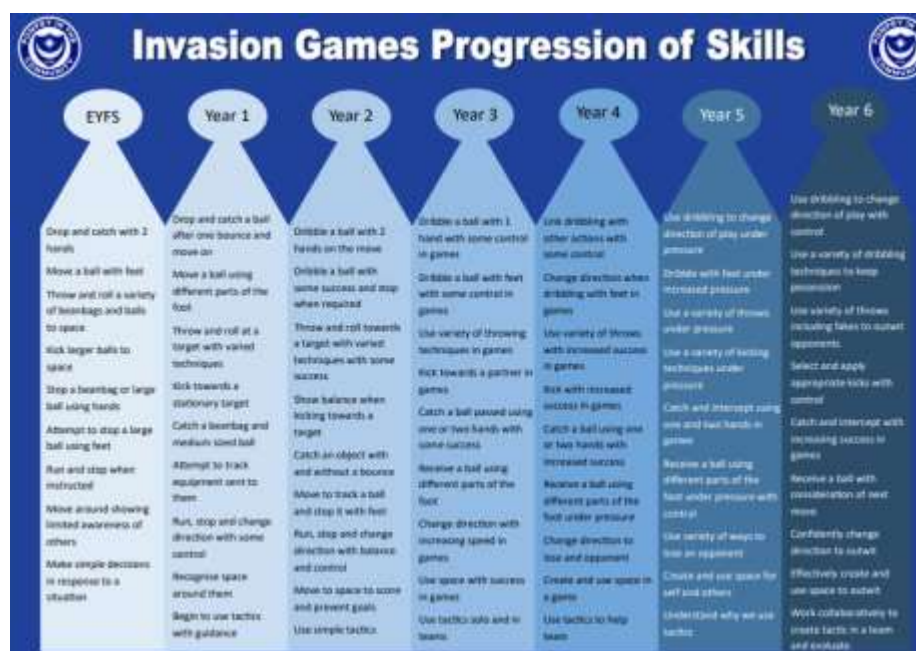 POMPEY IN THE
COMMUNITY
Invasion Games Progression of Skills
POMPEY IN THE
COMMUNITY
EYFS
Drop and catch with 2
hands
Move a ball with feet
Throw and roll a variety
of beanbags and balls
to space
Kick larger balls to
space
Stop a beanbag or large
ball using hands
Attempt to stop a large
ball using feet
Run and stop when
instructed
Move around showing
limited awareness of
others
Make simple decisions
in response to a
situation
Year 1
Drop and catch a ball
after one bounce and
move on
Move a ball using
different parts of the
foot
Throw and roll at a
target with varied
techniques
Kick towards a
stationary target
Catch a beanbag and
medium sized ball
Attempt to track
equipment sent to
them
Run, stop and change
direction with some
control
Recognise space
around them
Begin to use tactics
with guidance
Year 2
Dribble a ball with 2
hands on the move
Dribble a ball with
some success and stop
when required
Throw and roll towards
a target with varied
techniques with some
success
Show balance when
kicking towards a
target
Catch an object with
and without a bounce
Move to track a ball
and stop it with feet
Run, stop and change
direction with balance
and control
Move to space to score
and prevent goals
Use simple tactics
Year 3
Dribble a ball with 1
hand with some control
in games
Dribble a ball with feet
with some control in
games
Use variety of throwing
techniques in games
Kick towards a partner in
games
Catch a ball passed using
one or two hands with
some success
Receive a ball using
different parts of the
foot
Change direction with
increasing speed in
games
Use space with success
in games
Use tactics solo and in
teams
Year 4
Link dribbling with
other actions with
some control
Change direction when
dribbling with feet in
games
Use variety of throws
with increased success
in games
Kick with increased
success in games
Catch a ball using one
or two hands with
increased success
Receive a ball using
different parts of the
foot under pressure
Change direction to
lose and opponent
Create and use space in
a game
Use tactics to help
team
Year 5
Use dribbling to change
direction of play under
pressure
Dribble with feet under
increased pressure
Use a variety of throws
under pressure
Use a variety of kicking
techniques under
pressure
Catch and intercept using
one and two hands in
games
Receive a ball using
different parts of the
foot under pressure with
control
Use variety of ways to
lose an opponent
Create and use space for
self and others
Understand why we use
tactics
Year 6
Use dribbling to change
direction of play with
control
Use a variety of dribbling
techniques to keep
possession
Use variety of throws
including fakes to outwit
opponents.
Select and apply
appropriate kicks with
control
Catch and intercept with
increasing success in
games
Receive a ball with
consideration of next
move
Confidently change
direction to outwit
Effectively create and
use space to outwit
Work collaboratively to
create tactic in a team
and evaluate